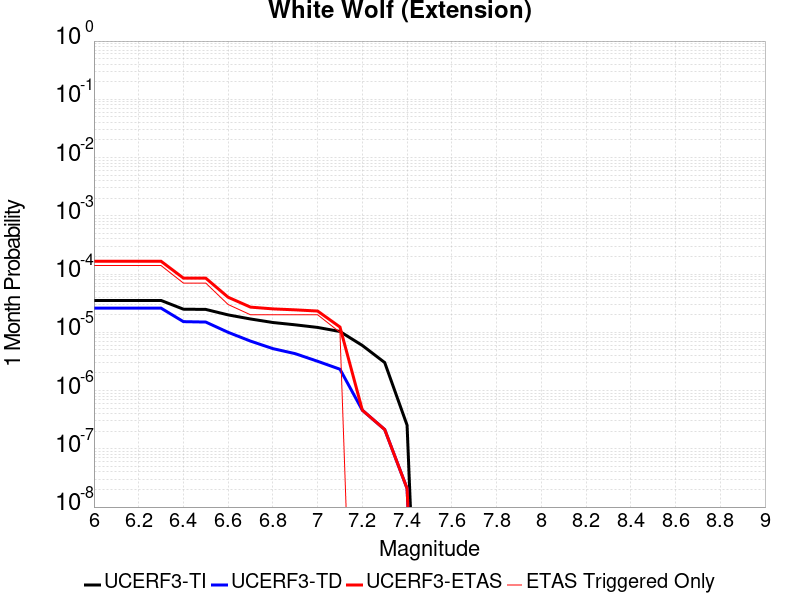 White Wolf (Extension)
10^0
10^-1
10^-2
10^-3
10^-4
10^-5
10^-6
10^-7
10^-8
1 Month Probability
6 6.2 6.4 6.6 6.8 7 7.2 7.4 7.6 7.8 8 8.2 8.4 8.6 8.8 9
Magnitude
UCERF3-TI UCERF3-TD UCERF3-ETAS ETAS Triggered Only